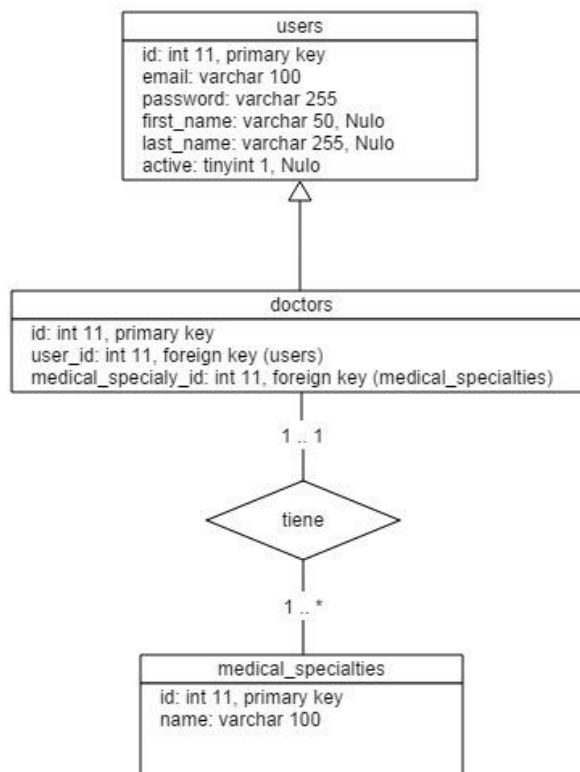 users
id: int 11, primary key
email: varchar 100
password: varchar 255
first_name: varchar 50, Nulo
last_name: varchar 255, Nulo
active: tinyint 1, Nulo
doctors
id: int 11, primary key
user_id: int 11, foreign key (users)
medical_specialy_id: int 11, foreign key (medical_specialties)
1 .. 1
tiene
1 .. *
medical_specialties
id: int 11, primary key
name: varchar 100